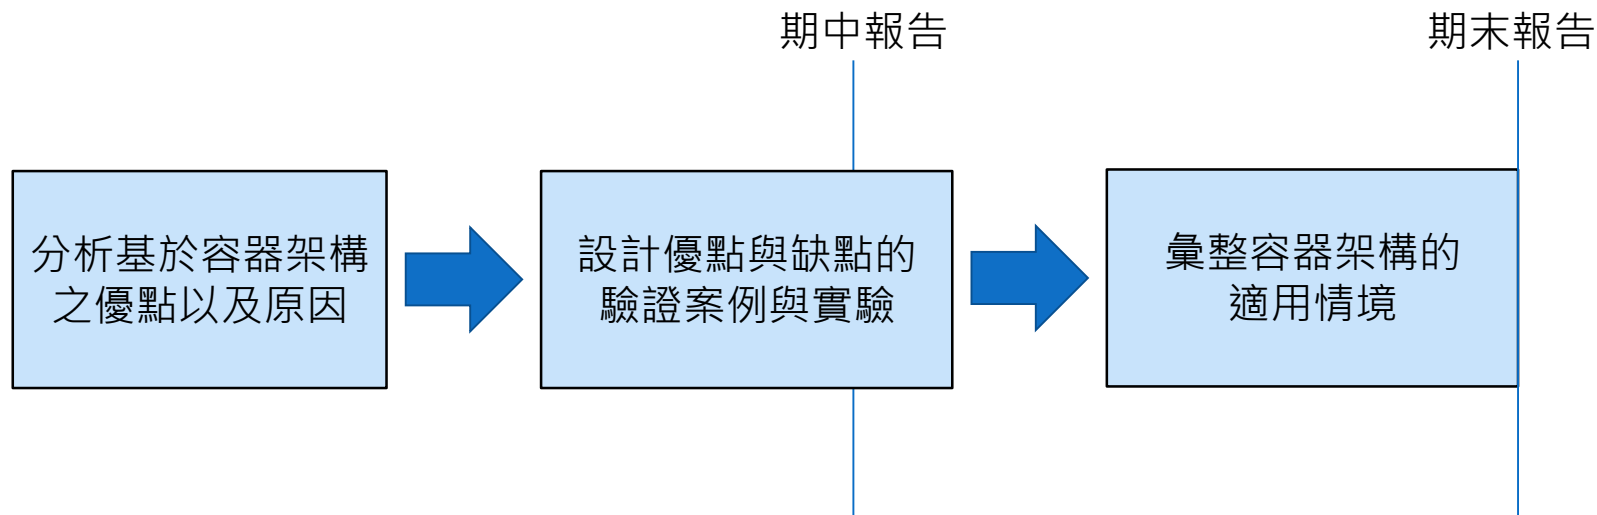 期中報告
期末報告
分析基於容器架構
之優點以及原因
設計優點與缺點的
驗證案例與實驗
彙整容器架構的
適用情境